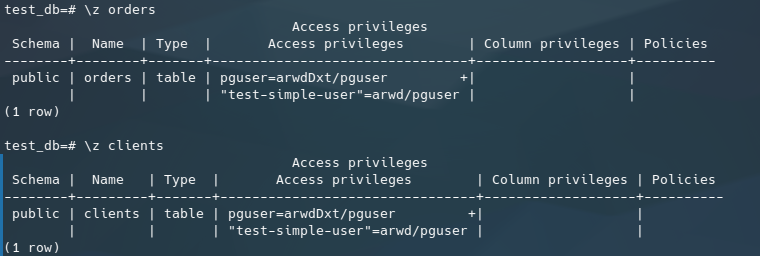 test_db=# \z orders
                                     Access privileges
 Schema |  Name  | Type  |       Access privileges        | Column privileges | Policies
--------+--------+-------+--------------------------------+-------------------+----------
 public | orders | table | pguser=arwdDxt/pguser         +|                   |
        |        |       | "test-simple-user"=arwd/pguser |                   |
(1 row)

test_db=# \z clients
                                     Access privileges
 Schema |  Name   | Type  |       Access privileges        | Column privileges | Policies
--------+---------+-------+--------------------------------+-------------------+----------
 public | clients | table | pguser=arwdDxt/pguser         +|                   |
        |         |       | "test-simple-user"=arwd/pguser |                   |
(1 row)